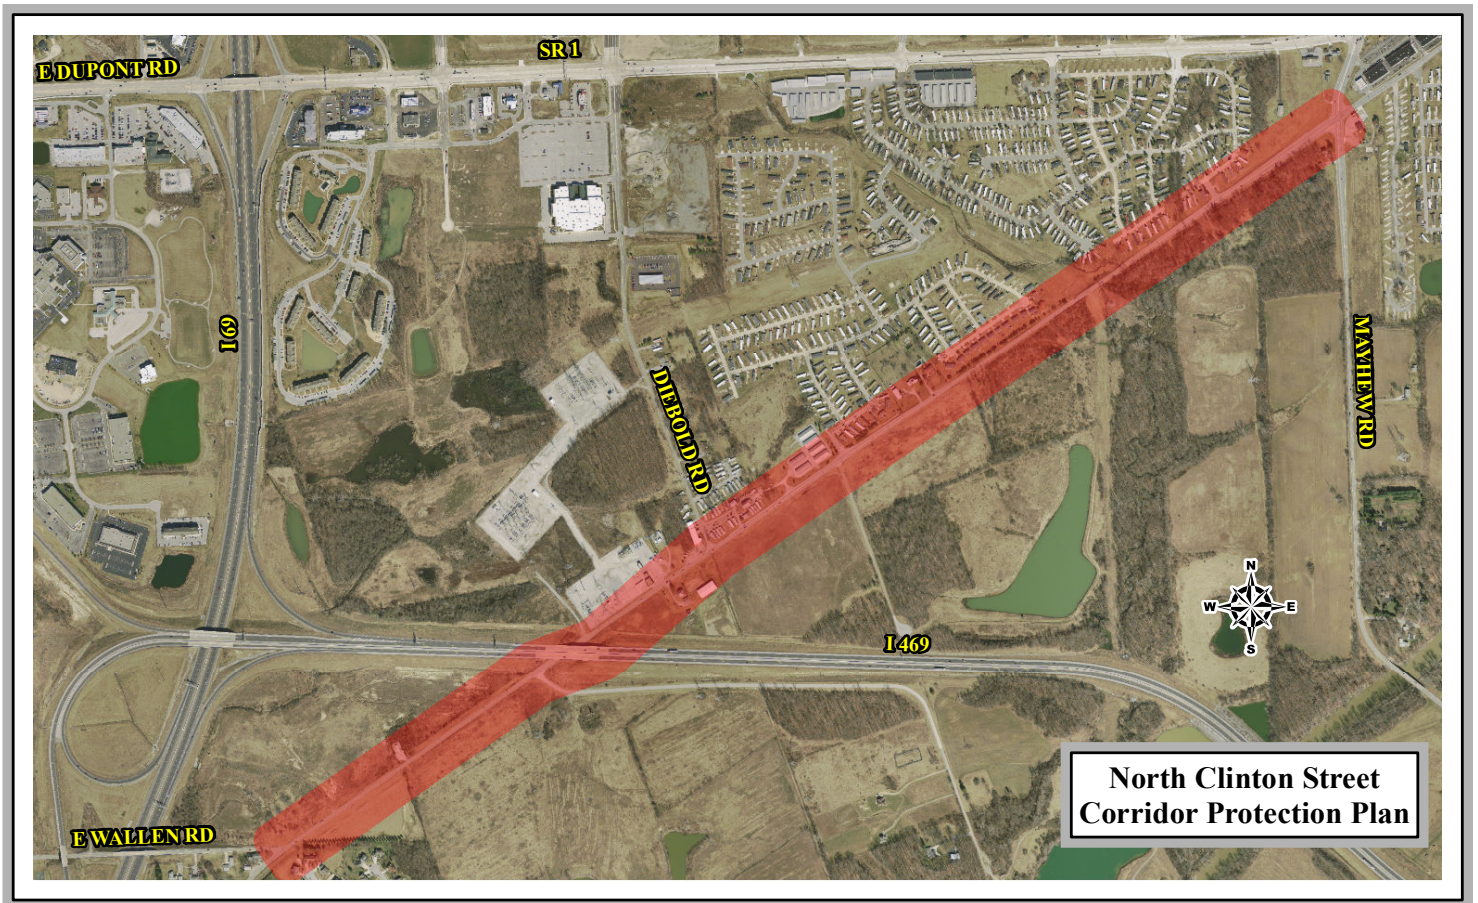 SR 1
E DUPONT RD
I 69
DIEBOLD RD
MAYHEW RD
N
W E
S
I 469
E WALLEN RD
North Clinton Street
Corridor Protection Plan